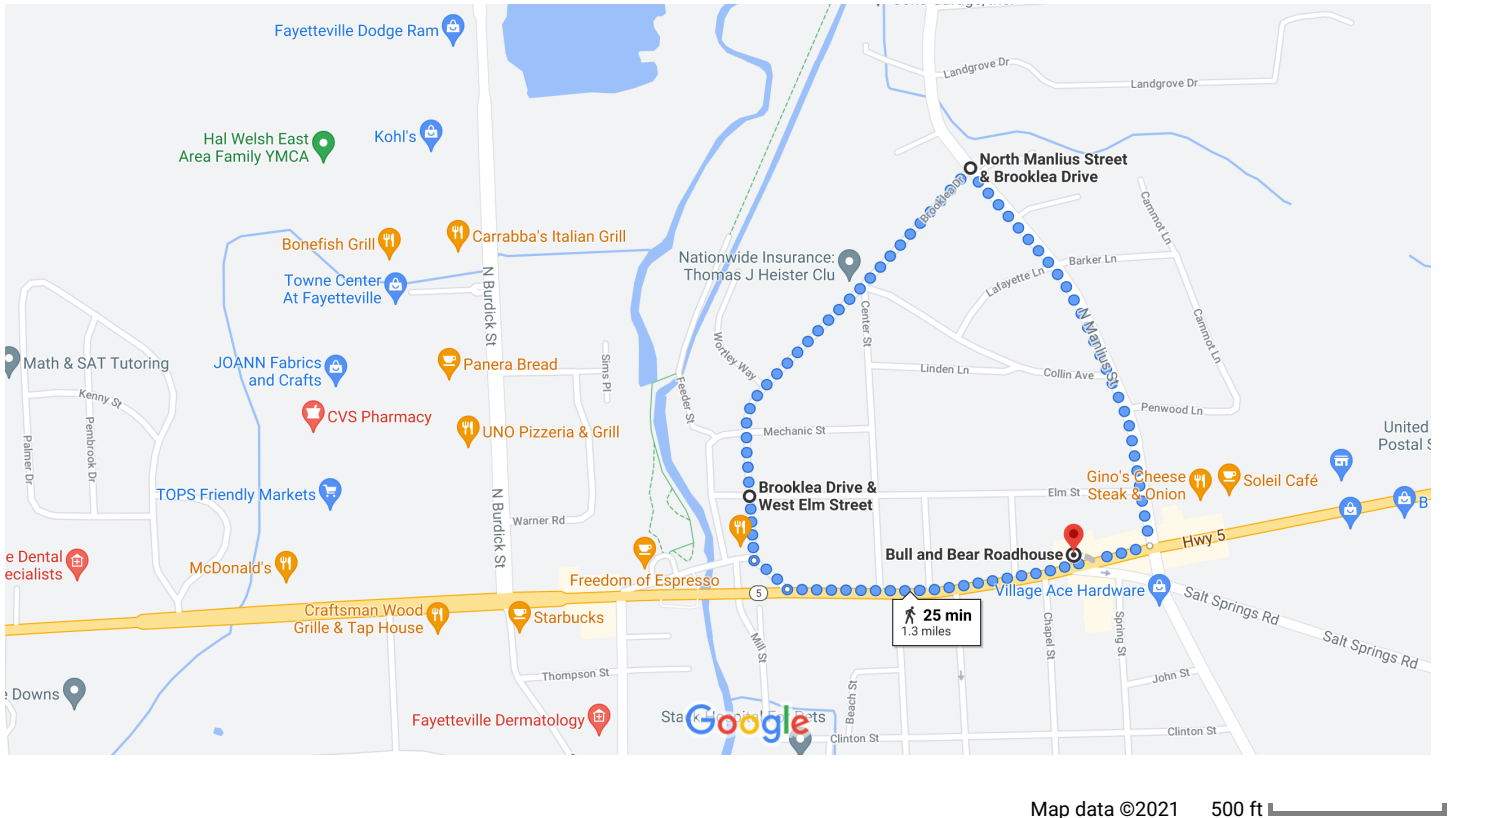 Fayetteville Dodge Ram
Landgrove Dr
Landgrove Dr
Kohl's
Hal Welsh East
Area Family YMCA
North Manlius Street
& Brooklea Drive
Brooklea Dr
Cammot Ln
Bonefish Grill
Carrabba's Italian Grill
Nationwide Insurance:
Thomas J Heister Clu
Barker Ln
Lafayette Ln
Towne Center
At Fayetteville
N Burdick St
Center St
N Manlius St
Cammot Ln
Math & SAT Tutoring
JOANN Fabrics
and Crafts
Panera Bread
Sims Pl
Wortley Way
Linden Ln
Collin Ave
Kenny St
CVS Pharmacy
Feeder St
Penwood Ln
UNO Pizzeria & Grill
Mechanic St
United
Postal S
Palmer Dr
Pembrook Dr
TOPS Friendly Markets
Brooklea Drive &
West Elm Street
Elm St
Gino's Cheese
Steak & Onion
Soleil Café
B
N Burdick St
Warner Rd
e Dental
ecialists
McDonald's
Freedom of Espresso
Bull and Bear Roadhouse
Hwy 5
5
Village Ace Hardware
Craftsman Wood
Grille & Tap House
Starbucks
25 min
1.3 miles
Salt Springs Rd
Salt Springs Rd
Mill St
Chapel St
Spring St
Thompson St
John St
e Downs
Beach St
Fayetteville Dermatology
Google
Clinton St
Clinton St
Map data ©2021
500 ft